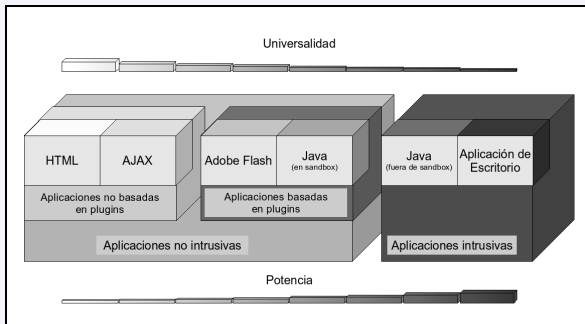 Universalidad
HTML
AJAX
Adobe Flash
Java
(en sandbox)
Java
(fuera de sandbox)
Aplicación de
Escritorio
Aplicaciones no basadas
en plugins
Aplicaciones basadas
en plugins
Aplicaciones no intrusivas
Aplicaciones intrusivas
Potencia